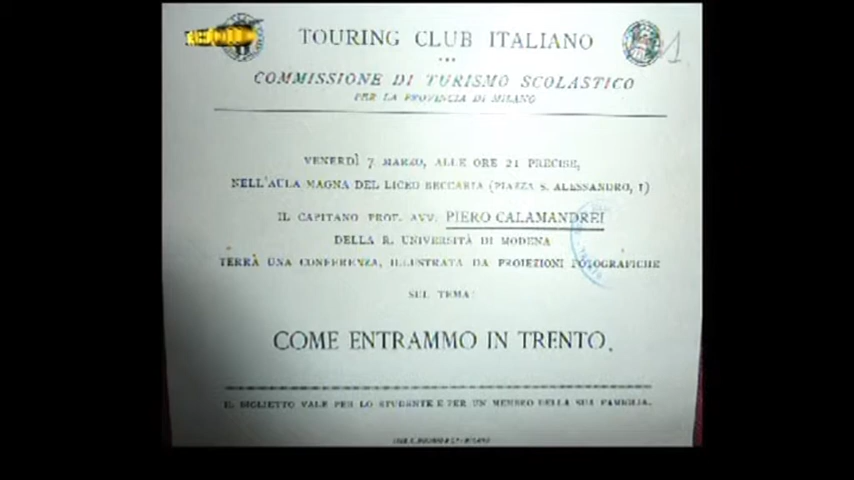 TOURING CLUB ITALIANO
COMMISSIONE DI TURISMO SCOLASTICO
PER LA PROVINCIA DI MILANO
VENERDÌ 7 MARZO, ALLE ORE 21 PRECISE,
NELL'AULA MAGNA DEL LICEO BECCARIA (PIAZZA S. ALESSANDRO, 1)
IL CAPITANO PROF. AVV. PIERO CALAMANDREI
DELLA R. UNIVERSITÀ DI MODENA
TERRÀ UNA CONFERENZA, ILLUSTRATA DA PROIEZIONI FOTOGRAFICHE
SUL TEMA:
COME ENTRAMMO IN TRENTO.
IL BIGLIETTO VALE PER LO STUDENTE E PER UN MEMBRO DELLA SUA FAMIGLIA.
MILANO